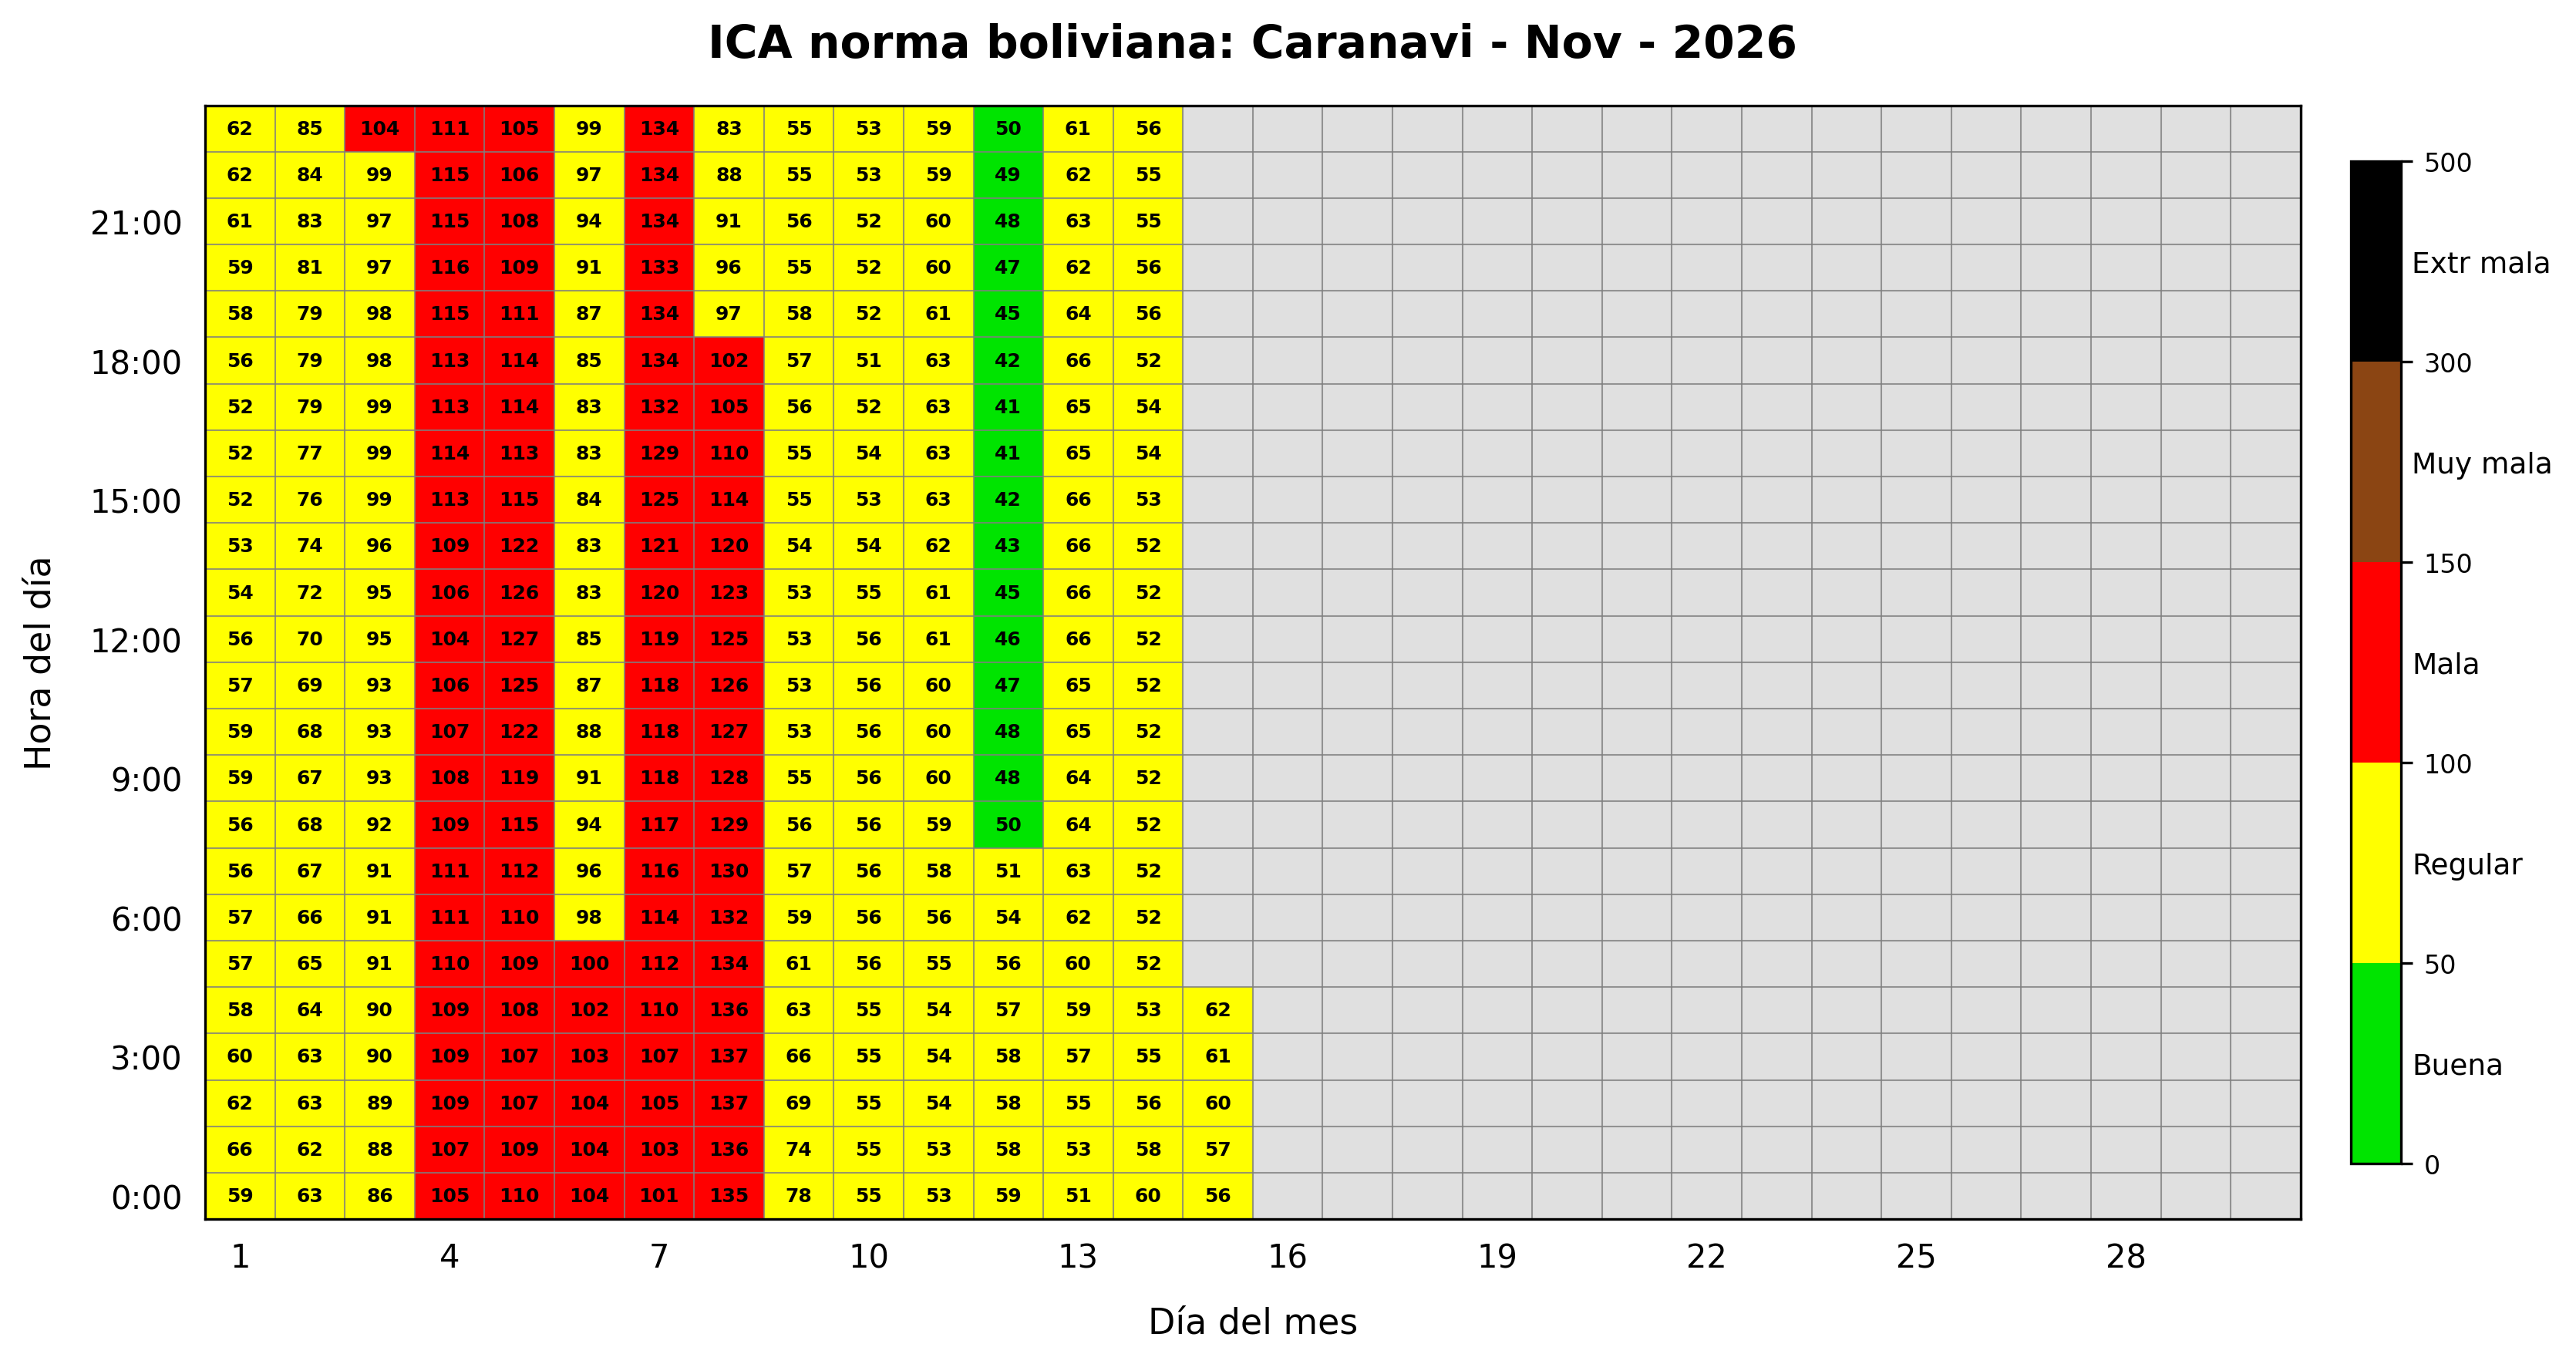 ICA norma boliviana: Caranavi - Nov - 2026
62 85 104 111 105 99 134 83 55 53 59 50 61 56
62 84 99 115 106 97 134 88 55 53 59 49 62 55
21:00 61 83 97 115 108 94 134 91 56 52 60 48 63 55
59 81 97 116 109 91 133 96 55 52 60 47 62 56
58 79 98 115 111 87 134 97 58 52 61 45 64 56
18:00 56 79 98 113 114 85 134 102 57 51 63 42 66 52
52 79 99 113 114 83 132 105 56 52 63 41 65 54
52 77 99 114 113 83 129 110 55 54 63 41 65 54
15:00 52 76 99 113 115 84 125 114 55 53 63 42 66 53
53 74 96 109 122 83 121 120 54 54 62 43 66 52
54 72 95 106 126 83 120 123 53 55 61 45 66 52
12:00 56 70 95 104 127 85 119 125 53 56 61 46 66 52
57 69 93 106 125 87 118 126 53 56 60 47 65 52
59 68 93 107 122 88 118 127 53 56 60 48 65 52
9:00 59 67 93 108 119 91 118 128 55 56 60 48 64 52
56 68 92 109 115 94 117 129 56 56 59 50 64 52
56 67 91 111 112 96 116 130 57 56 58 51 63 52
6:00 57 66 91 111 110 98 114 132 59 56 56 54 62 52
57 65 91 110 109 100 112 134 61 56 55 56 60 52
58 64 90 109 108 102 110 136 63 55 54 57 59 53 62
3:00 60 63 90 109 107 103 107 137 66 55 54 58 57 55 61
62 63 89 109 107 104 105 137 69 55 54 58 55 56 60
66 62 88 107 109 104 103 136 74 55 53 58 53 58 57
0:00 59 63 86 105 110 104 101 135 78 55 53 59 51 60 56
1 4 7 10 13 16 19 22 25 28
Día del mes
Hora del día
500
Extr mala
300
Muy mala
150
Mala
100
Regular
50
Buena
0